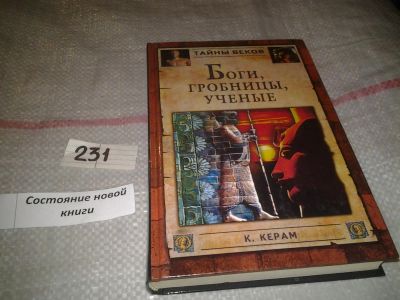 ТАЙНЫ ВЕКОВ
БОГИ,
ГРОБНИЦЫ,
УЧЕНЫЕ
К. КЕРАМ
231
Состояние новой
книги